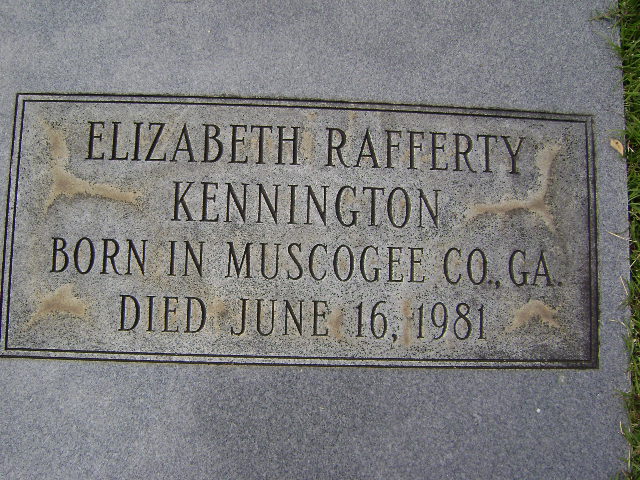 ELIZABETH RAFFERTY
KENNINGTON
BORN IN MUSCOGEE CO., GA.
DIED JUNE 16, 1981